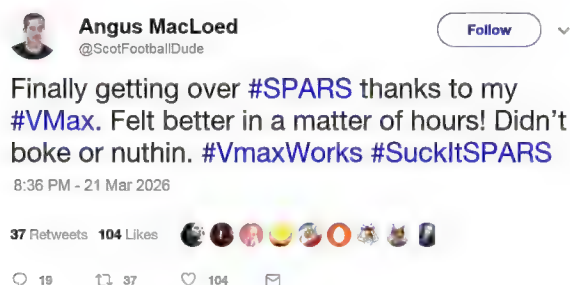 Angus MacLoed
@ScotFootballDude
Follow
Finally getting over #SPARS thanks to my
#VMax. Felt better in a matter of hours! Didn't
boke or nuthin. #VmaxWorks #SuckItSPARS
8:36 PM - 21 Mar 2026
37 Retweets 104 Likes
19 37 104